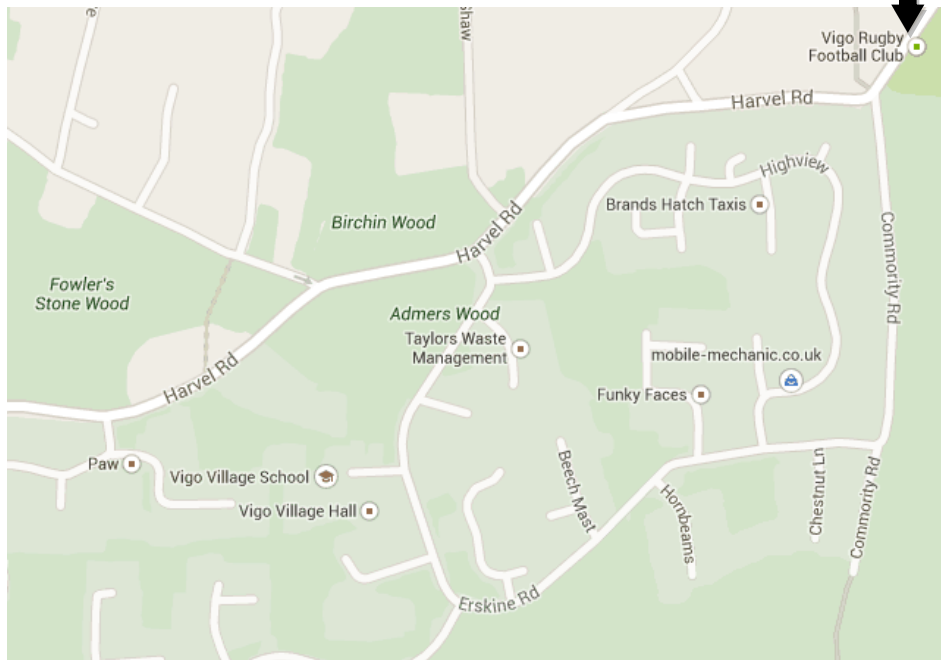 e
shaw
Vigo Rugby
Football Club
Harvel Rd
Highview
Brands Hatch Taxis
Birchin Wood
Harvel Rd
Commority Rd
Fowler's
Stone Wood
Admers Wood
Taylors Waste
Management
mobile-mechanic.co.uk
Harvel Rd
Funky Faces
Paw
Vigo Village School
Beech Mast
Chestnut Ln
Commority Rd
Hornbeams
Vigo Village Hall
Erskine Rd